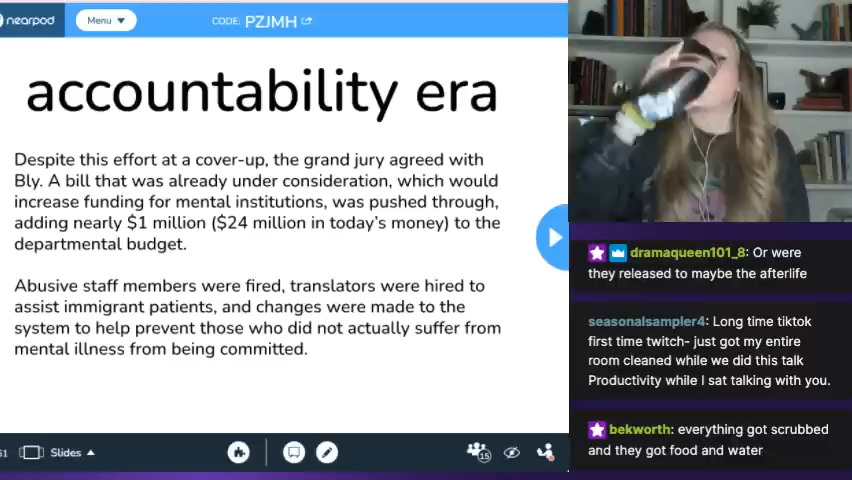 nearpod
Menu
CODE: PZJMH
accountability era
Despite this effort at a cover-up, the grand jury agreed with
Bly. A bill that was already under consideration, which would
increase funding for mental institutions, was pushed through,
adding nearly $1 million ($24 million in today's money) to the
departmental budget.
Abusive staff members were fired, translators were hired to
assist immigrant patients, and changes were made to the
system to help prevent those who did not actually suffer from
mental illness from being committed.
Slides
15
dramaqueen101_8: Or were
they released to maybe the afterlife
seasonalsampler4: Long time tiktok
first time twitch- just got my entire
room cleaned while we did this talk
Productivity while I sat talking with you.
bekworth: everything got scrubbed
and they got food and water